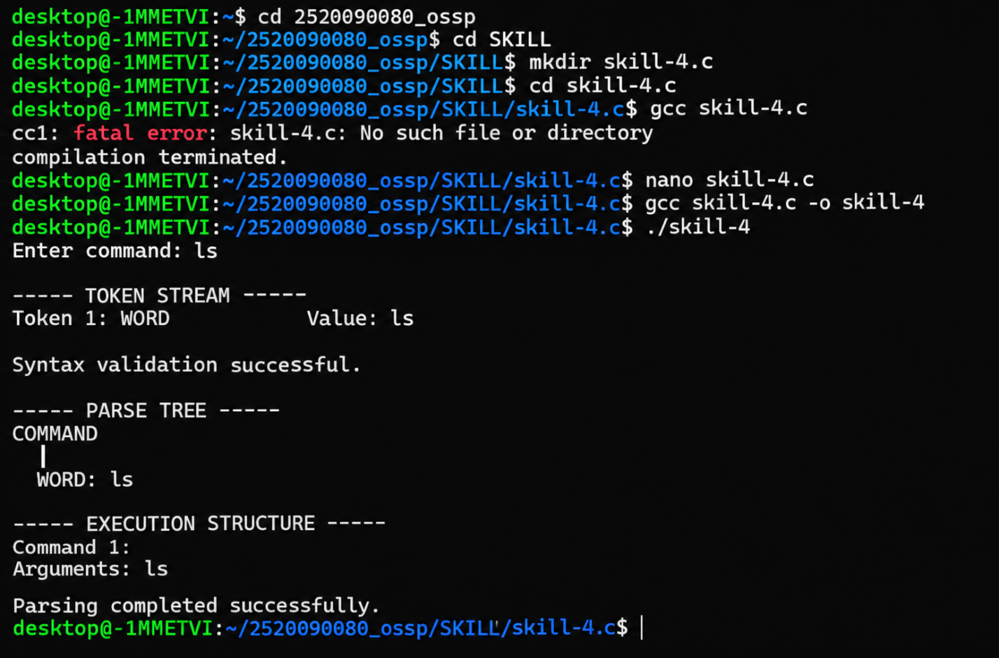 desktop@-1MMETVI:~$ cd 2520090080_ossp
desktop@-1MMETVI:~/2520090080_ossp$ cd SKILL
desktop@-1MMETVI:~/2520090080_ossp/SKILL$ mkdir skill-4.c
desktop@-1MMETVI:~/2520090080_ossp/SKILL$ cd skill-4.c
desktop@-1MMETVI:~/2520090080_ossp/SKILL/skill-4.c$ gcc skill-4.c
cc1: fatal error: skill-4.c: No such file or directory
compilation terminated.
desktop@-1MMETVI:~/2520090080_ossp/SKILL/skill-4.c$ nano skill-4.c
desktop@-1MMETVI:~/2520090080_ossp/SKILL/skill-4.c$ gcc skill-4.c -o skill-4
desktop@-1MMETVI:~/2520090080_ossp/SKILL/skill-4.c$ ./skill-4
Enter command: ls
----- TOKEN STREAM -----
Token 1: WORD Value: ls
Syntax validation successful.
----- PARSE TREE -----
COMMAND
|
WORD: ls
----- EXECUTION STRUCTURE -----
Command 1:
Arguments: ls
Parsing completed successfully.
desktop@-1MMETVI:~/2520090080_ossp/SKILL/skill-4.c$